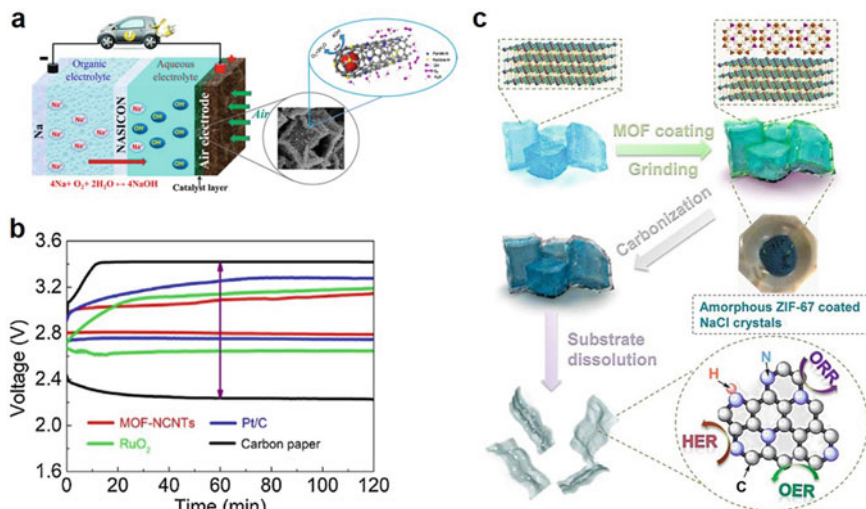 a
Organic
electrolyte
Aqueous
electrolyte
Na
NASICON
Air electrode
Air
Na⁺
OH⁻
4Na+ O₂+ 2H₂O ↔ 4NaOH
Catalyst layer
b
Voltage (V)
3.6
3.2
2.8
2.4
2.0
1.6
MOF-NCNTs
Pt/C
RuO₂
Carbon paper
0
20
40
60
80
100
120
Time (min)
c
MOF coating
Grinding
Carbonization
Amorphous ZIF-67 coated
NaCl crystals
Substrate
dissolution
N
ORR
H
HER
C
OER